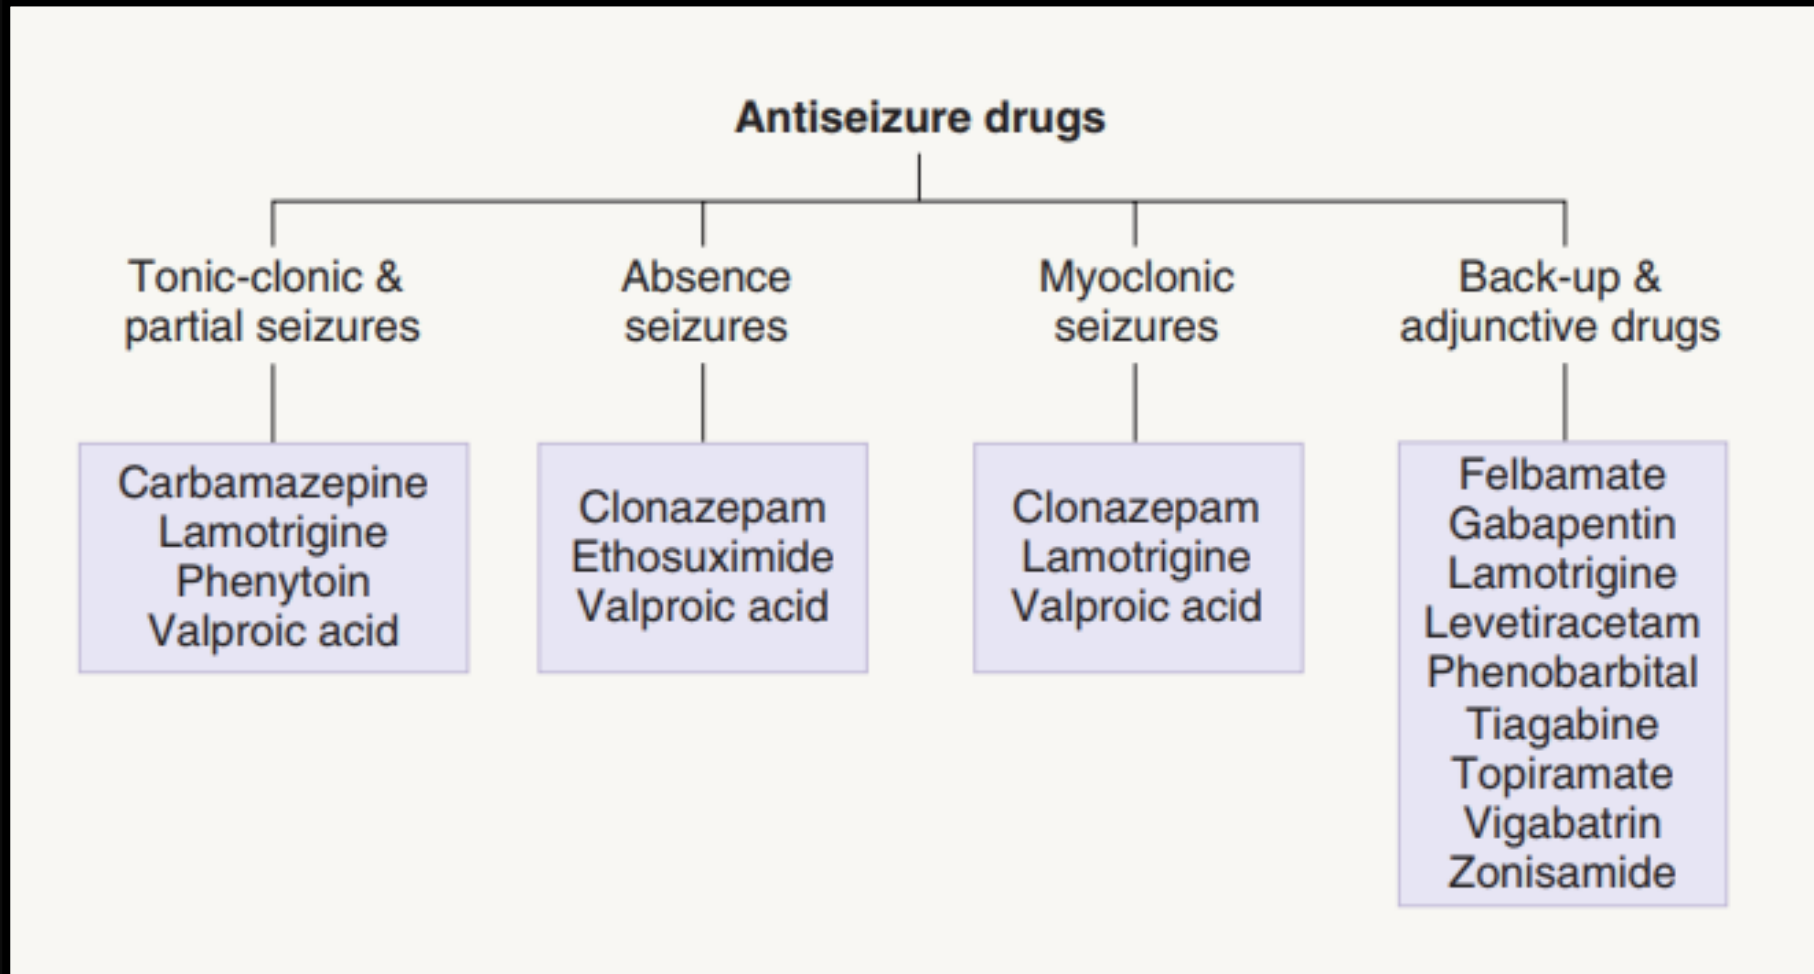 Antiseizure drugs
Tonic-clonic &
partial seizures
Absence
seizures
Myoclonic
seizures
Back-up &
adjunctive drugs
Carbamazepine
Lamotrigine
Phenytoin
Valproic acid
Clonazepam
Ethosuximide
Valproic acid
Clonazepam
Lamotrigine
Valproic acid
Felbamate
Gabapentin
Lamotrigine
Levetiracetam
Phenobarbital
Tiagabine
Topiramate
Vigabatrin
Zonisamide